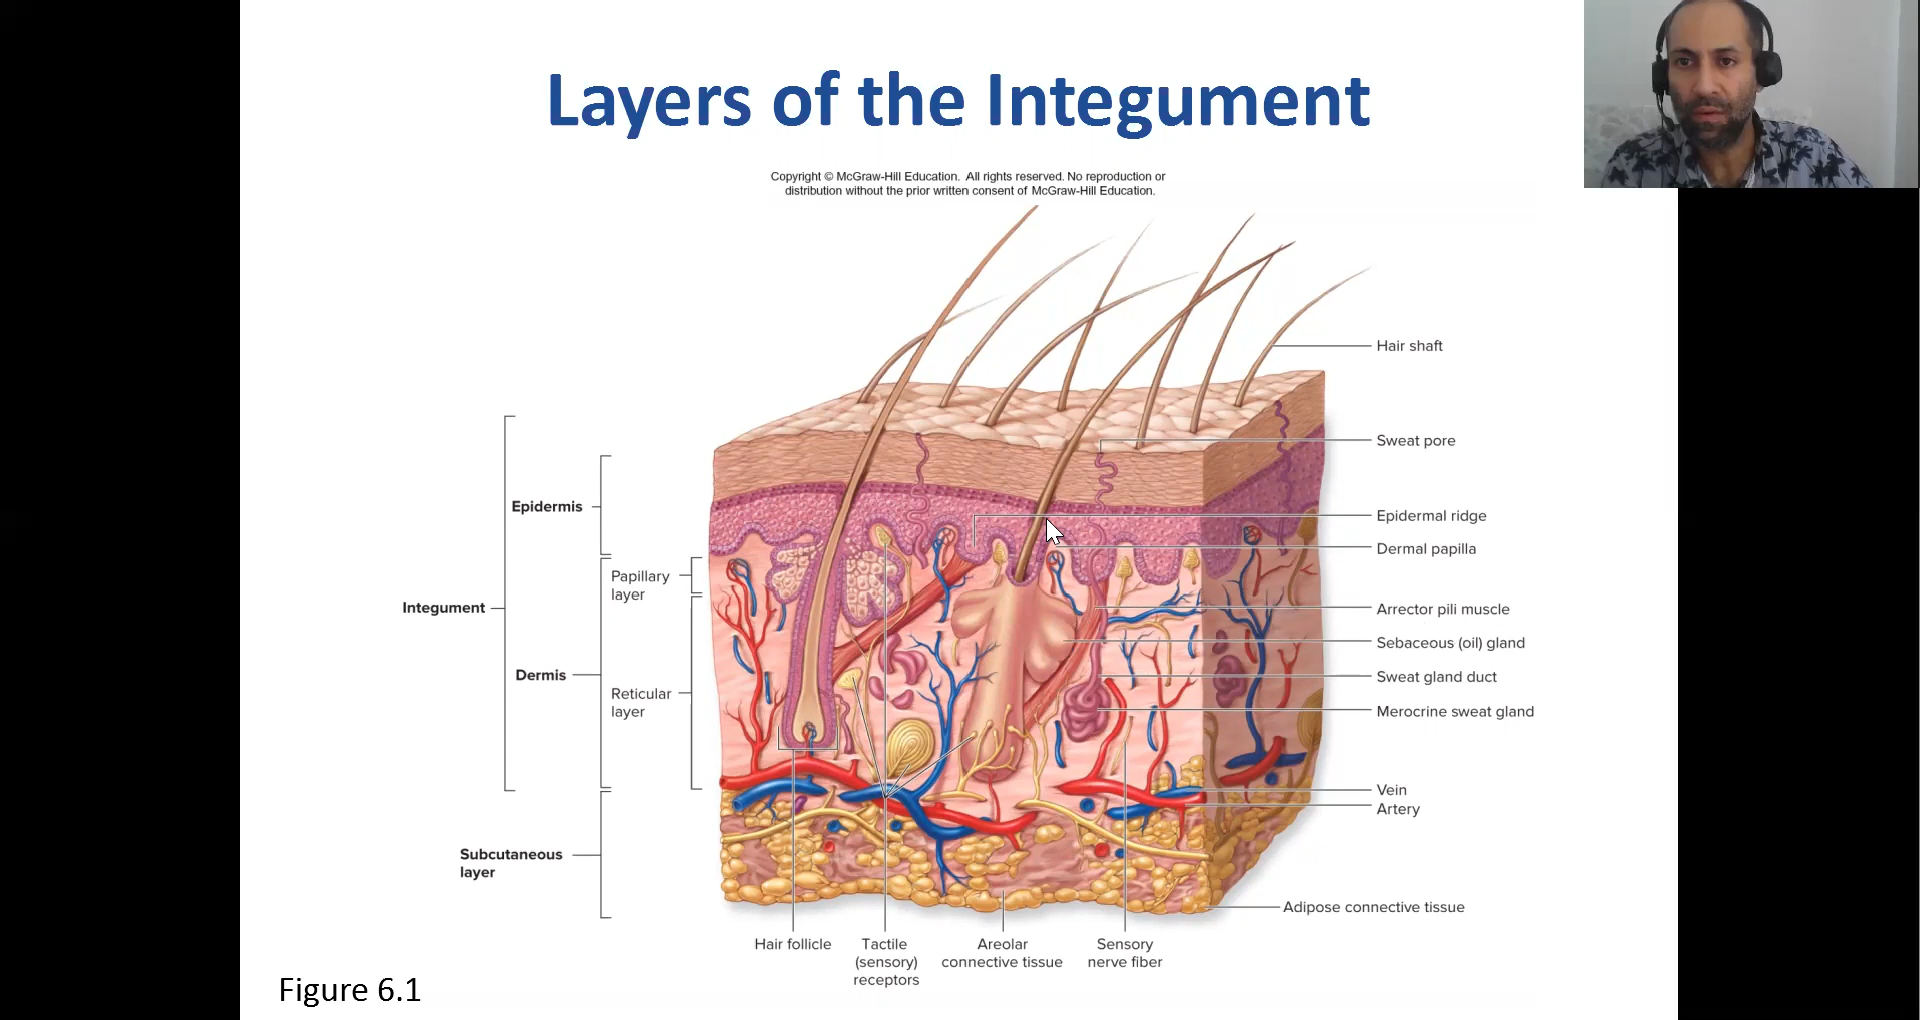 Layers of the Integument
Copyright © McGraw-Hill Education. All rights reserved. No reproduction or
distribution without the prior written consent of McGraw-Hill Education.
Hair shaft
Sweat pore
Epidermis
Epidermal ridge
Dermal papilla
Papillary
layer
Integument
Arrector pili muscle
Sebaceous (oil) gland
Dermis
Sweat gland duct
Reticular
layer
Merocrine sweat gland
Vein
Artery
Subcutaneous
layer
Adipose connective tissue
Hair follicle
Tactile
(sensory)
receptors
Areolar
connective tissue
Sensory
nerve fiber
Figure 6.1